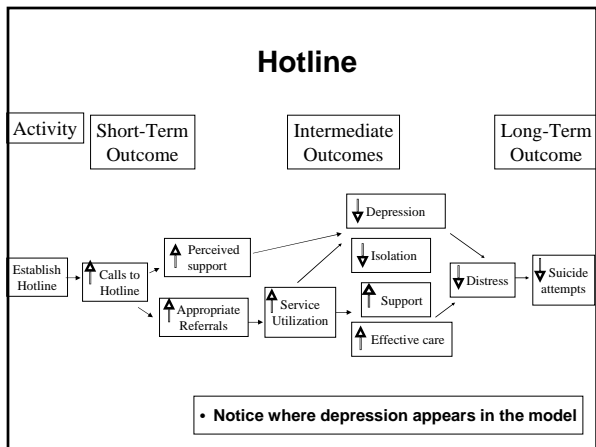 Hotline
Activity
Short-Term
Outcome
Intermediate
Outcomes
Long-Term
Outcome
Establish
Hotline
Calls to
Hotline
Perceived
support
Appropriate
Referrals
Service
Utilization
Depression
Isolation
Support
Effective care
Distress
Suicide
attempts
• Notice where depression appears in the model